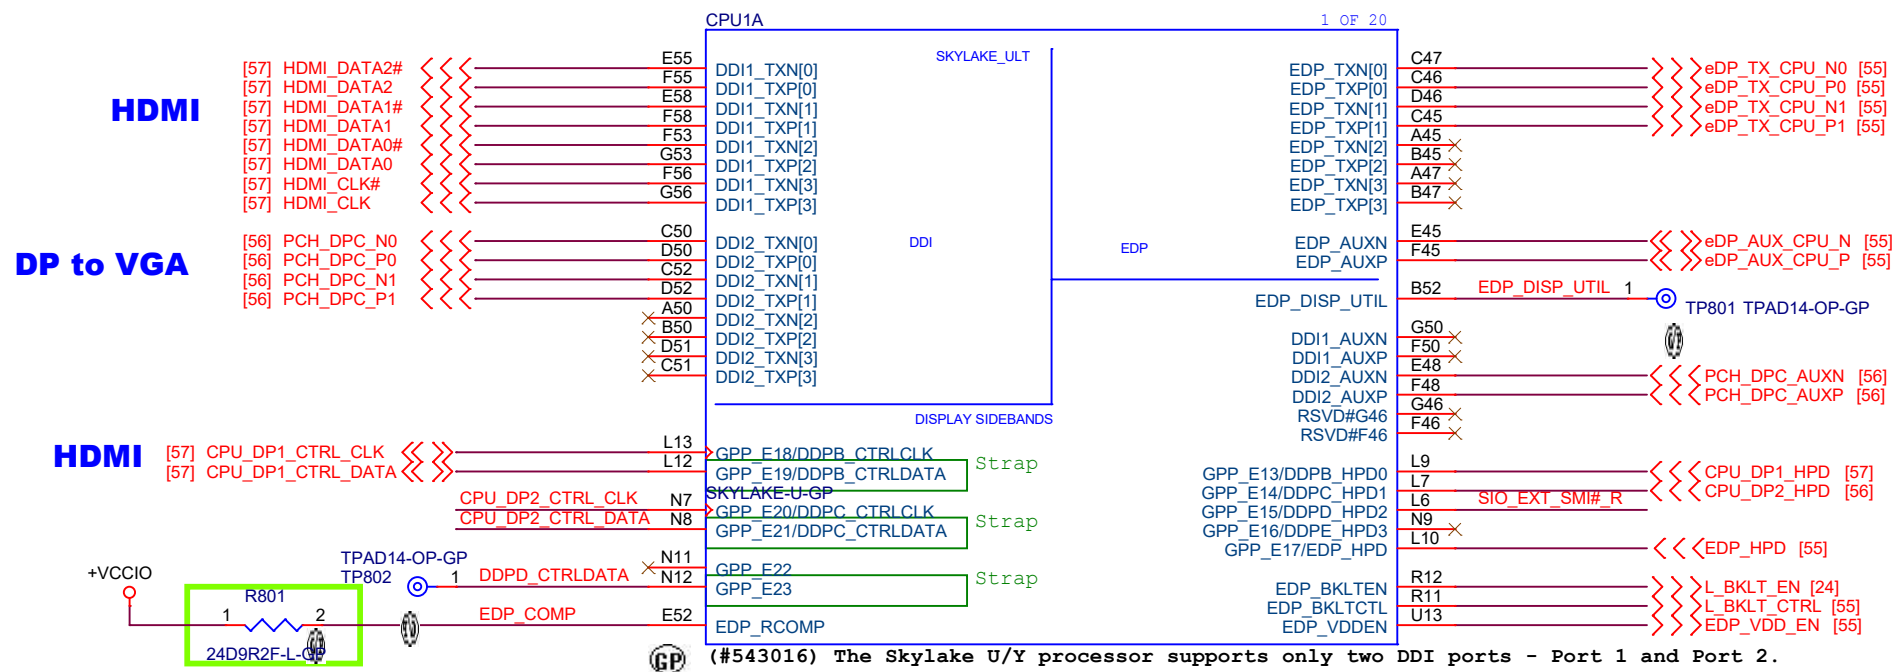 CPU1A
1 OF 20
SKYLAKE_ULT
HDMI
[57] HDMI_DATA2# E55 DDI1_TXN[0]
[57] HDMI_DATA2 F55 DDI1_TXP[0]
[57] HDMI_DATA1# E58 DDI1_TXN[1]
[57] HDMI_DATA1 F58 DDI1_TXP[1]
[57] HDMI_DATA0# F53 DDI1_TXN[2]
[57] HDMI_DATA0 G53 DDI1_TXP[2]
[57] HDMI_CLK# F56 DDI1_TXN[3]
[57] HDMI_CLK G56 DDI1_TXP[3]
DP to VGA
[56] PCH_DPC_N0 C50 DDI2_TXN[0]
[56] PCH_DPC_P0 D50 DDI2_TXP[0]
[56] PCH_DPC_N1 C52 DDI2_TXN[1]
[56] PCH_DPC_P1 D52 DDI2_TXP[1]
A50 DDI2_TXN[2]
B50 DDI2_TXP[2]
D51 DDI2_TXN[3]
C51 DDI2_TXP[3]
DDI
EDP
DISPLAY SIDEBANDS
EDP_TXN[0] C47 eDP_TX_CPU_N0 [55]
EDP_TXP[0] C46 eDP_TX_CPU_P0 [55]
EDP_TXN[1] D46 eDP_TX_CPU_N1 [55]
EDP_TXP[1] C45 eDP_TX_CPU_P1 [55]
EDP_TXN[2] A45
EDP_TXP[2] B45
EDP_TXN[3] A47
EDP_TXP[3] B47
EDP_AUXN E45 eDP_AUX_CPU_N [55]
EDP_AUXP F45 eDP_AUX_CPU_P [55]
EDP_DISP_UTIL B52 EDP_DISP_UTIL 1 TP801 TPAD14-OP-GP
DDI1_AUXN G50
DDI1_AUXP F50
DDI2_AUXN E48 PCH_DPC_AUXN [56]
DDI2_AUXP F48 PCH_DPC_AUXP [56]
RSVD#G46 G46
RSVD#F46 F46
HDMI
[57] CPU_DP1_CTRL_CLK L13 GPP_E18/DDPB_CTRLCLK
[57] CPU_DP1_CTRL_DATA L12 GPP_E19/DDPB_CTRLDATA Strap
SKYLAKE-U-GP
CPU_DP2_CTRL_CLK N7 GPP_E20/DDPC_CTRLCLK
CPU_DP2_CTRL_DATA N8 GPP_E21/DDPC_CTRLDATA Strap
N11 GPP_E22
TPAD14-OP-GP
TP802 1 DDPD_CTRLDATA N12 GPP_E23 Strap
+VCCIO
R801
1 2 EDP_COMP E52 EDP_RCOMP
24D9R2F-L-GP
GPP_E13/DDPB_HPD0 L9 CPU_DP1_HPD [57]
GPP_E14/DDPC_HPD1 L7 CPU_DP2_HPD [56]
GPP_E15/DDPD_HPD2 L6 SIO_EXT_SMI#_R
GPP_E16/DDPE_HPD3 N9
GPP_E17/EDP_HPD L10 EDP_HPD [55]
EDP_BKLTEN R12 L_BKLT_EN [24]
EDP_BKLTCTL R11 L_BKLT_CTRL [55]
EDP_VDDEN U13 EDP_VDD_EN [55]
GP (#543016) The Skylake U/Y processor supports only two DDI ports - Port 1 and Port 2.